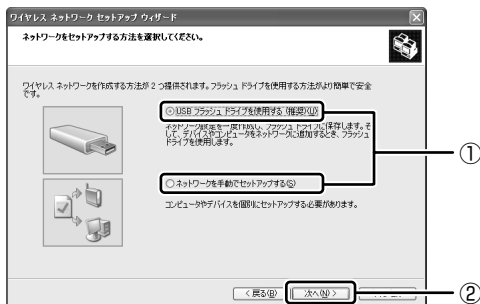 ワイヤレス ネットワーク セットアップ ウィザード
ネットワークをセットアップする方法を選択してください。
ワイヤレス ネットワークを作成する方法が 2 つ提供されます。フラッシュ ドライブを使用する方法がより簡単で安全
です。
USB フラッシュ ドライブを使用する (推奨)(U)
ネットワーク設定を一度作成し、フラッシュ ドライブに保存します。そ
して、デバイスやコンピュータをネットワークに追加するとき、フラッシュ
ドライブを使用します。
①
ネットワークを手動でセットアップする(S)
コンピュータやデバイスを個別にセットアップする必要があります。
< 戻る(B)
次へ(N) >
②